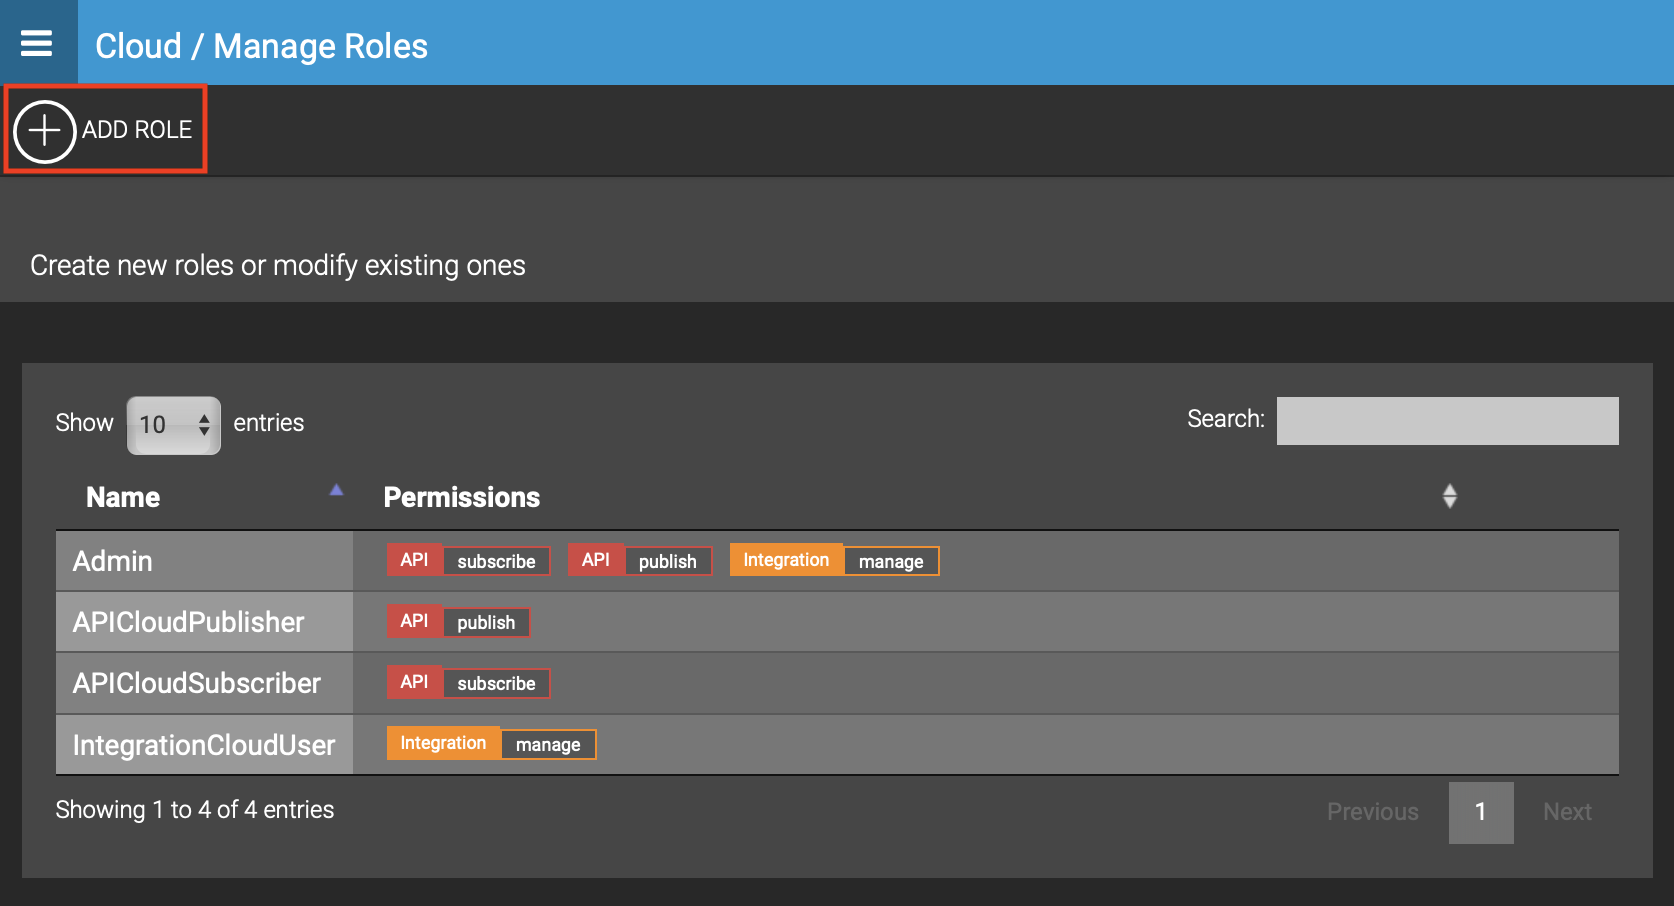 Cloud / Manage Roles
ADD ROLE
Create new roles or modify existing ones
Show 10 entries Search:
Name Permissions
Admin API subscribe API publish Integration manage
APICloudPublisher API publish
APICloudSubscriber API subscribe
IntegrationCloudUser Integration manage
Showing 1 to 4 of 4 entries Previous 1 Next